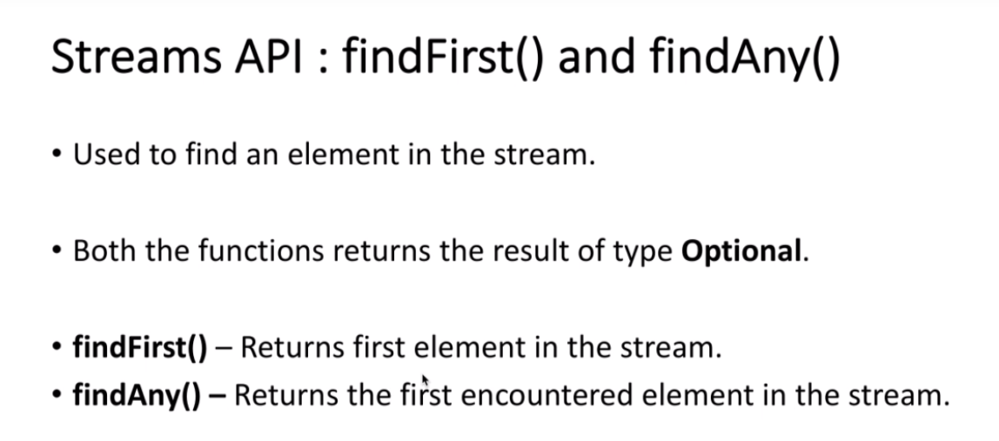 Streams API : findFirst() and findAny()
• Used to find an element in the stream.
• Both the functions returns the result of type Optional.
• findFirst() – Returns first element in the stream.
• findAny() – Returns the first encountered element in the stream.